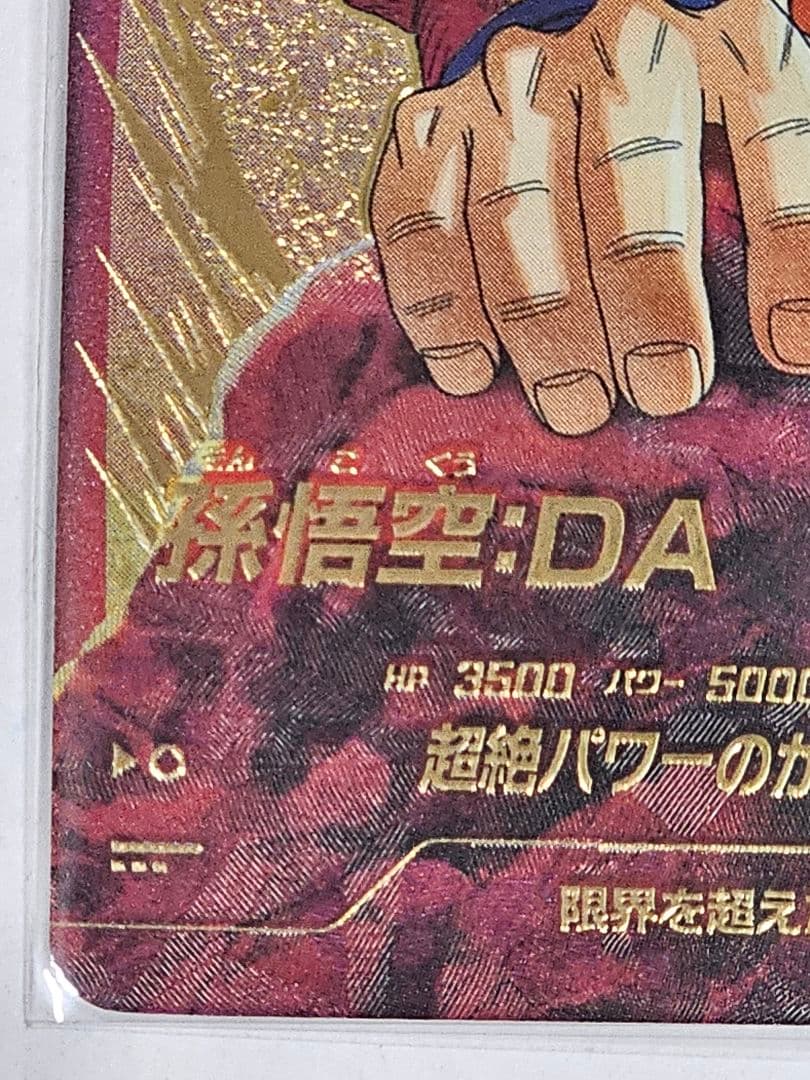 そん ご くう
孫悟空:DA
HP 3500 パワー 5000
超絶パワーのか
限界を超え